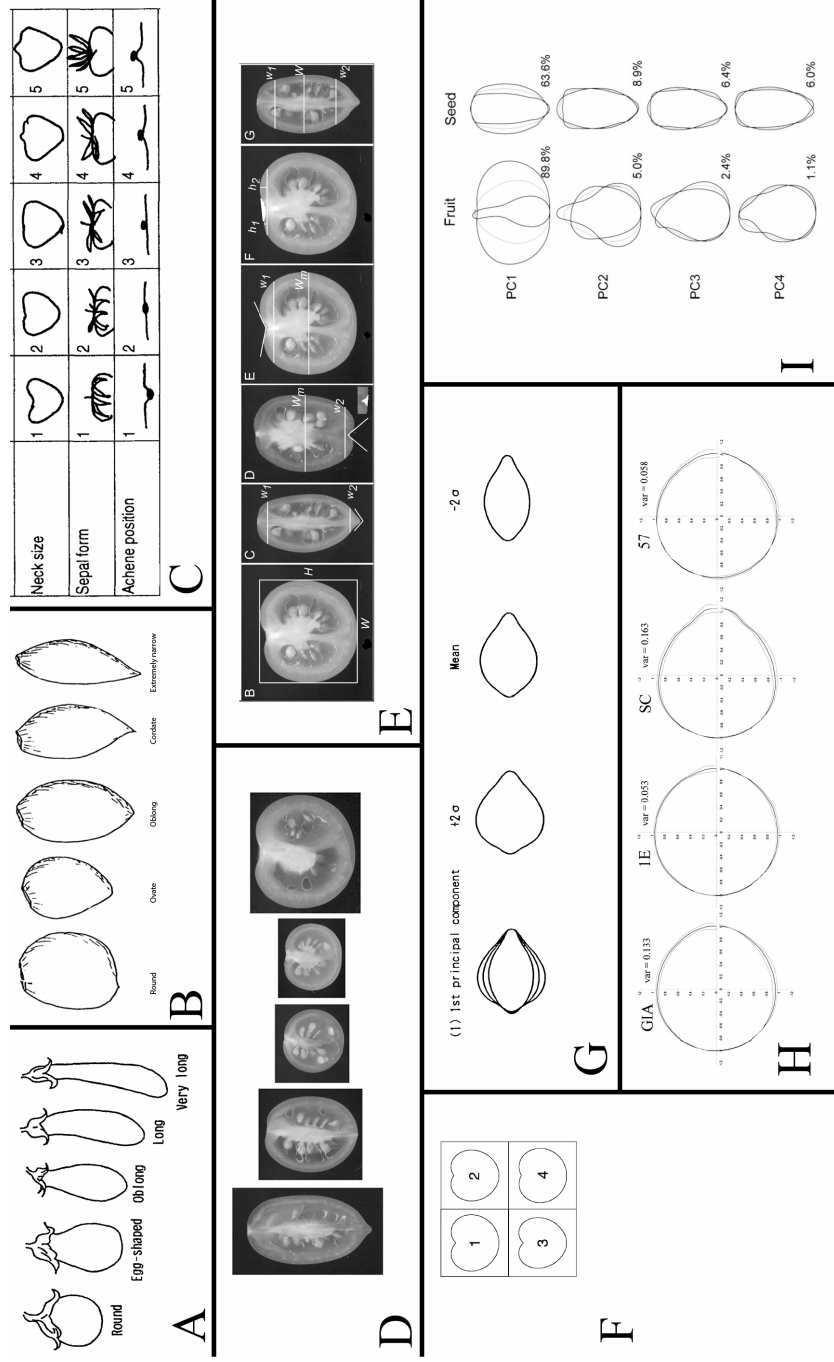 Round
Egg-shaped
Oblong
Long
Very long
A
Round
Ovate
Oblong
Cordate
Extremely narrow
B
Neck size
1 2 3 4 5
Sepal form
1 2 3 4 5
Achene position
1 2 3 4 5
C
D
B
H
W
C
w1
w2
D
Wm
w2
E
w1
Wm
F
h1
h2
G
w1
W
w2
E
1 2
3 4
F
(1) 1st principal component
+2σ
Mean
-2σ
G
GIA
var = 0.133
1E
var = 0.053
SC
var = 0.163
57
var = 0.058
H
Fruit Seed
PC1
89.8% 63.6%
PC2
5.0% 8.9%
PC3
2.4% 6.4%
PC4
1.1% 6.0%
I